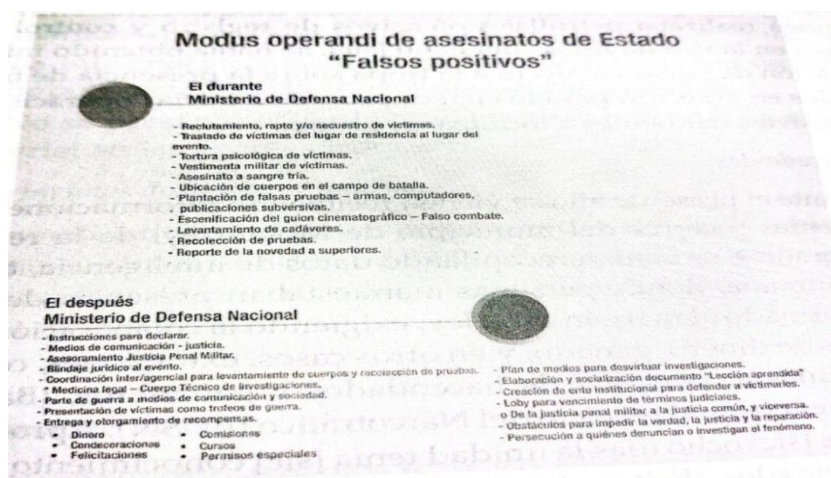 Modus operandi de asesinatos de Estado
"Falsos positivos"
El durante
Ministerio de Defensa Nacional
- Reclutamiento, rapto y/o secuestro de víctimas.
- Traslado de víctimas del lugar de residencia al lugar del
evento.
- Tortura psicológica de víctimas.
- Vestimenta militar de víctimas.
- Asesinato a sangre fría.
- Ubicación de cuerpos en el campo de batalla.
- Plantación de falsas pruebas – armas computadores,
- publicaciones subversivas.
- Escenificación del guion cinematográfico – Falso combate.
- Levantamiento de cadáveres.
- Recolección de pruebas.
- Reporte de la novedad a superiores.
El después
Ministerio de Defensa Nacional
- Instrucciones para declarar.
- Medios de comunicación - justicia.
- Asesoramiento Justicia Penal Militar.
- Blindaje jurídico al evento.
- Coordinación inter/agencial para levantamiento de cuerpos y recolección de pruebas.
* Medicina legal – Cuerpo Técnico de Investigaciones.
- Parte de guerra a medios de comunicación y sociedad.
- Presentación de víctimas como trofeos de guerra.
- Entrega y otorgamiento de recompensas.
• Dinero
• Condecoraciones
• Felicitaciones
• Comisiones
• Cursos
• Permisos especiales
- Plan de medios para desvirtuar investigaciones.
- Elaboración y socialización documento "Lección aprendida"
- Creación de ente institucional para defender a victimarios.
- Loby para vencimiento de términos judiciales.
o De la justicia penal militar a la justicia común, y viceversa.
- Obstáculos para impedir la verdad, la justicia y la reparación.
- Persecución a quiénes denuncian o investigan el fenómeno.